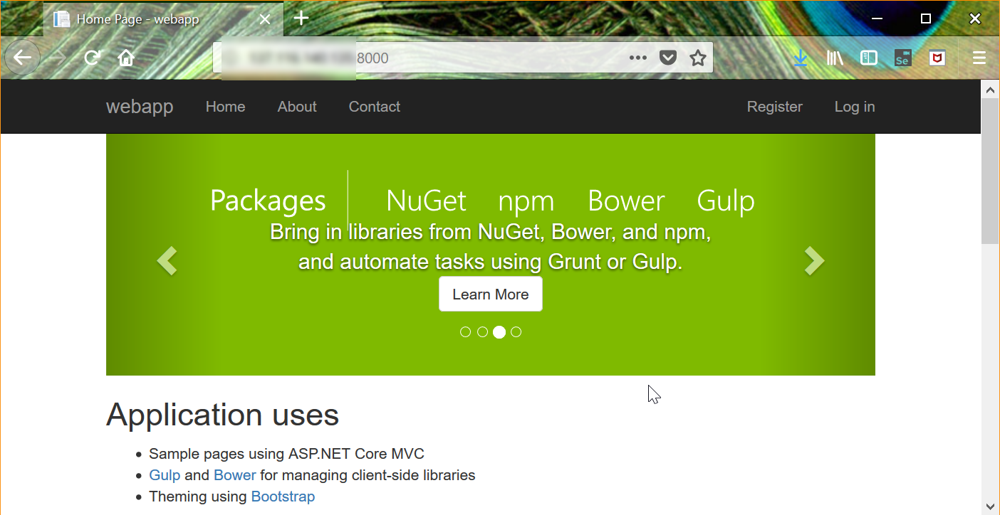 Home Page - webapp
:8000
Se
webapp Home About Contact Register Log in
Packages NuGet npm Bower Gulp
Bring in libraries from NuGet, Bower, and npm,
and automate tasks using Grunt or Gulp.
Learn More
Application uses
Sample pages using ASP.NET Core MVC
Gulp and Bower for managing client-side libraries
Theming using Bootstrap